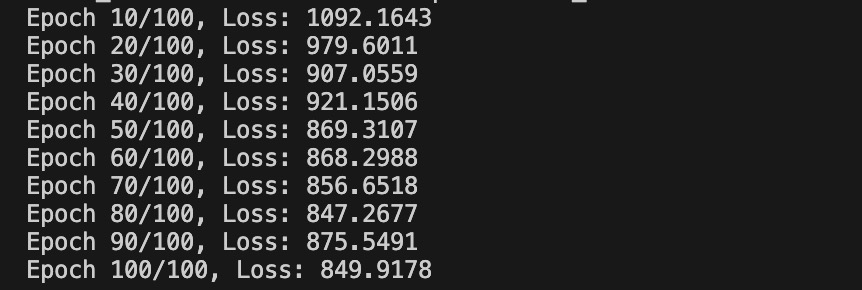 Epoch 10/100, Loss: 1092.1643
Epoch 20/100, Loss: 979.6011
Epoch 30/100, Loss: 907.0559
Epoch 40/100, Loss: 921.1506
Epoch 50/100, Loss: 869.3107
Epoch 60/100, Loss: 868.2988
Epoch 70/100, Loss: 856.6518
Epoch 80/100, Loss: 847.2677
Epoch 90/100, Loss: 875.5491
Epoch 100/100, Loss: 849.9178